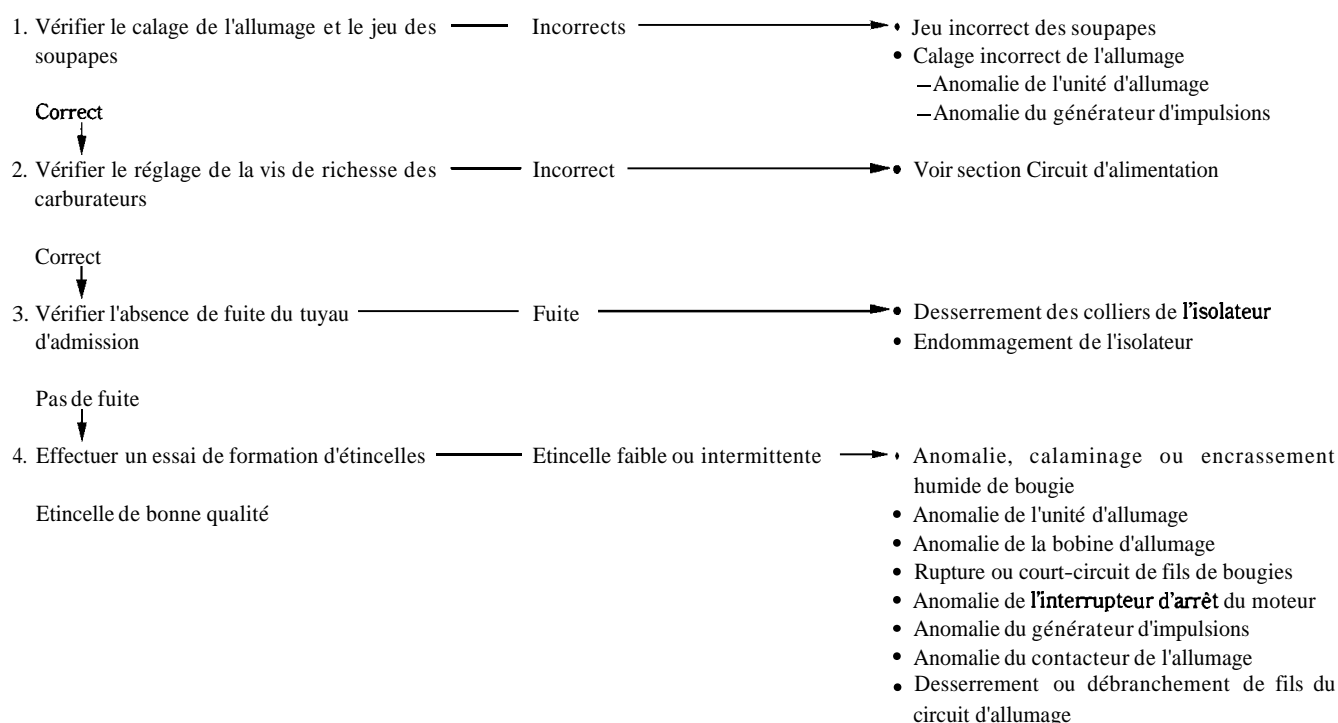 1. Vérifier le calage de l'allumage et le jeu des soupapes — Incorrects → • Jeu incorrect des soupapes
• Calage incorrect de l'allumage
–Anomalie de l'unité d'allumage
–Anomalie du générateur d'impulsions
Correct
2. Vérifier le réglage de la vis de richesse des carburateurs — Incorrect → • Voir section Circuit d'alimentation
Correct
3. Vérifier l'absence de fuite du tuyau d'admission — Fuite → • Desserrement des colliers de l'isolateur
• Endommagement de l'isolateur
Pas de fuite
4. Effectuer un essai de formation d'étincelles — Etincelle faible ou intermittente → • Anomalie, calaminage ou encrassement
humide de bougie
• Anomalie de l'unité d'allumage
• Anomalie de la bobine d'allumage
• Rupture ou court-circuit de fils de bougies
• Anomalie de l'interrupteur d'arrêt du moteur
• Anomalie du générateur d'impulsions
• Anomalie du contacteur de l'allumage
• Desserrement ou débranchement de fils du
circuit d'allumage
Etincelle de bonne qualité